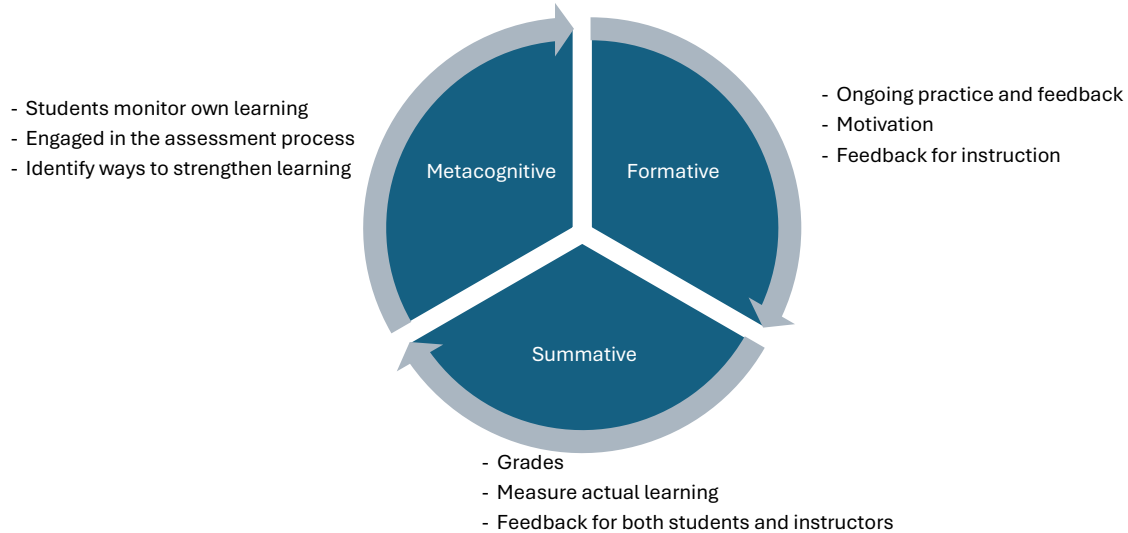 - Students monitor own learning
- Engaged in the assessment process
- Identify ways to strengthen learning
Metacognitive
Formative
- Ongoing practice and feedback
- Motivation
- Feedback for instruction
Summative
- Grades
- Measure actual learning
- Feedback for both students and instructors